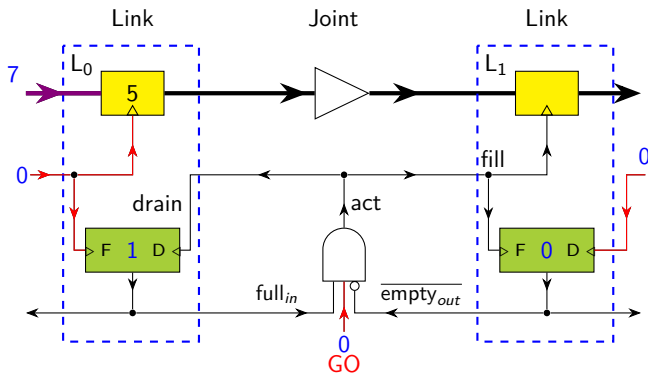 Link Joint Link
7 L0 5 L1
0 fill 0
drain act
F 1 D F 0 D
fullin emptyout
0
GO